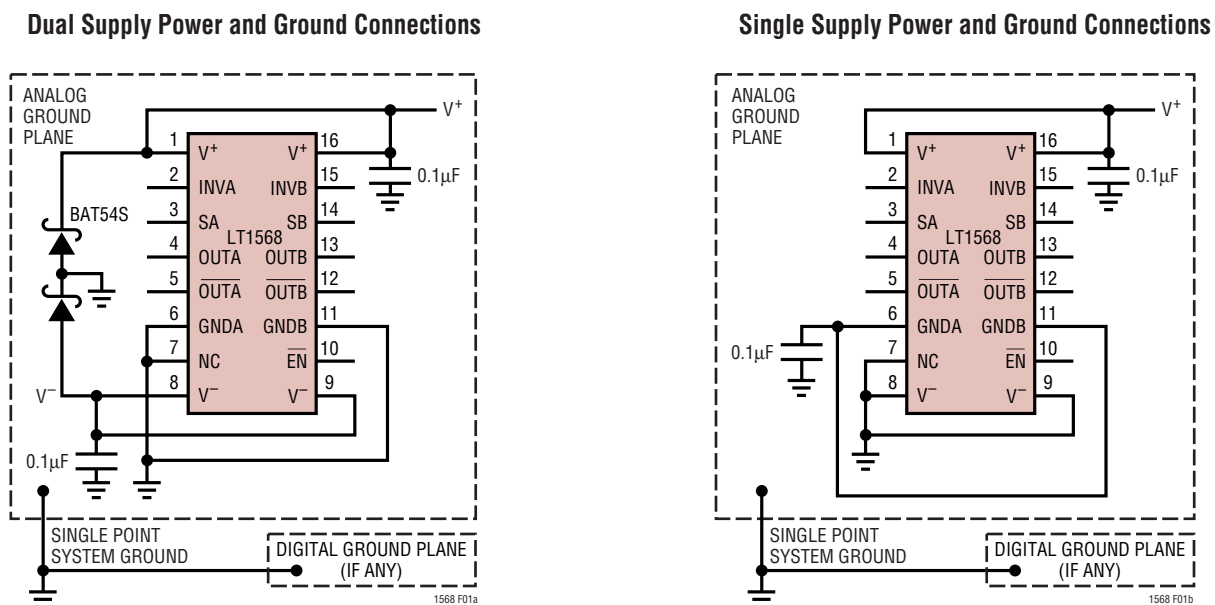 Dual Supply Power and Ground Connections
ANALOG
GROUND
PLANE
V+
1
V+
V+
16
0.1µF
2
INVA
INVB
15
BAT54S
3
SA
SB
14
LT1568
4
OUTA
OUTB
13
5
OUTA
OUTB
12
6
GNDA
GNDB
11
7
NC
EN
10
V−
8
V−
V−
9
0.1µF
SINGLE POINT
SYSTEM GROUND
DIGITAL GROUND PLANE
(IF ANY)
1568 F01a
Single Supply Power and Ground Connections
ANALOG
GROUND
PLANE
V+
1
V+
V+
16
0.1µF
2
INVA
INVB
15
3
SA
SB
14
LT1568
4
OUTA
OUTB
13
5
OUTA
OUTB
12
6
GNDA
GNDB
11
0.1µF
7
NC
EN
10
8
V−
V−
9
SINGLE POINT
SYSTEM GROUND
DIGITAL GROUND PLANE
(IF ANY)
1568 F01b